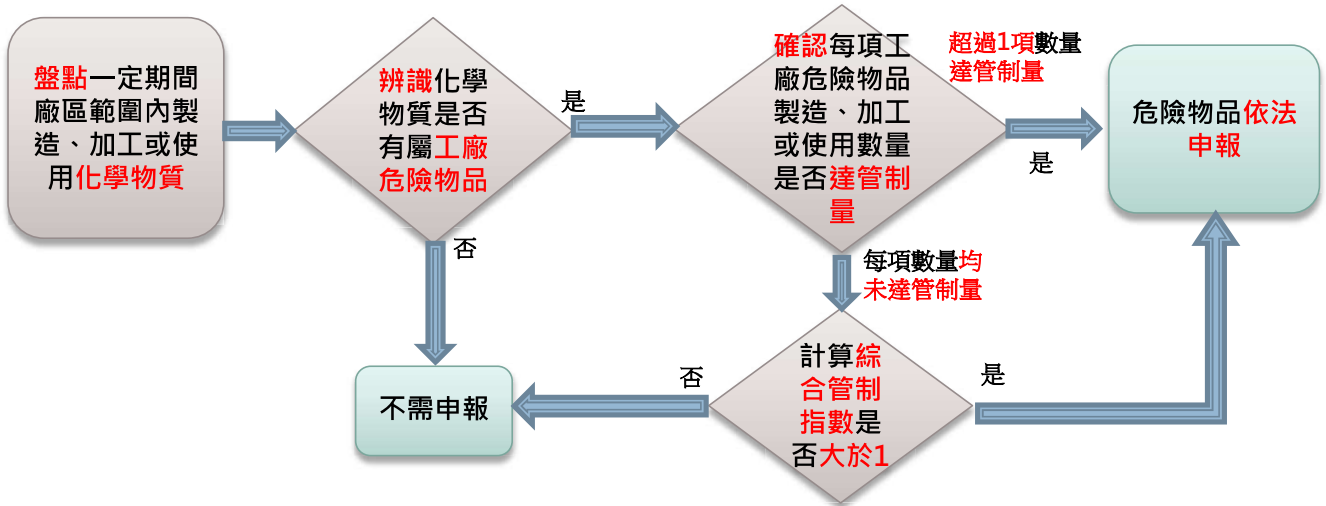 盤點一定期間
廠區範圍內製
造、加工或使
用化學物質
辨識化學
物質是否
有屬工廠
危險物品
是
否
確認每項工
廠危險物品
製造、加工
或使用數量
是否達管制
量
超過1項數量
達管制量
是
危險物品依法
申報
每項數量均
未達管制量
計算綜
合管制
指數是
否大於1
否
是
不需申報